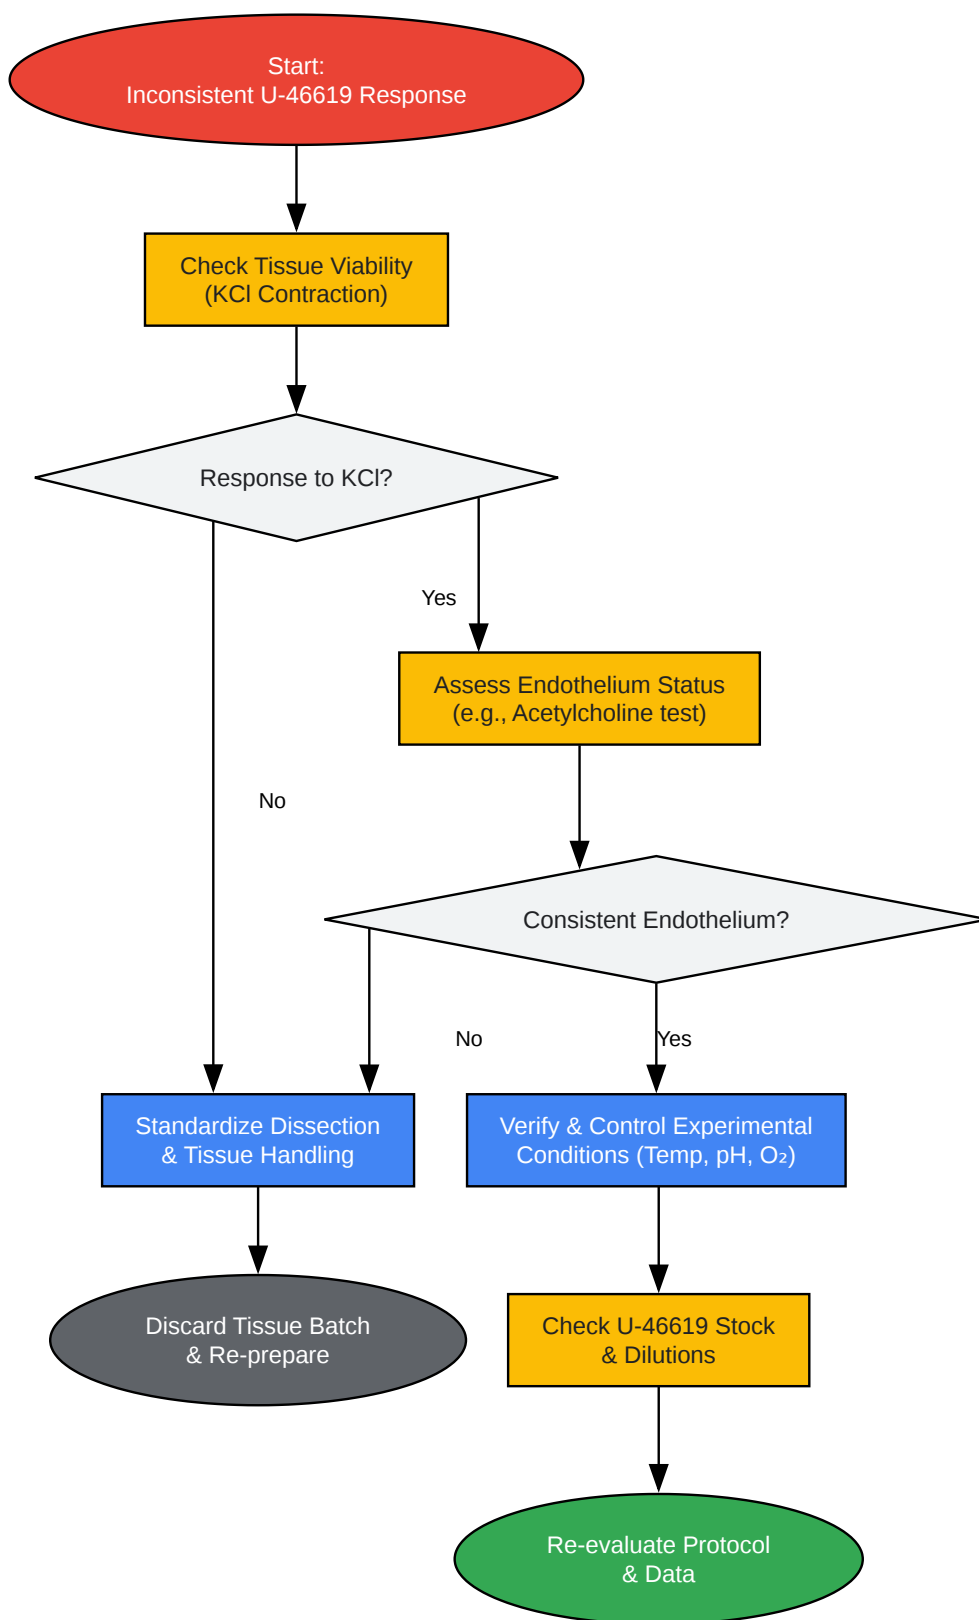 Start:
Inconsistent U-46619 Response
Check Tissue Viability
(KCl Contraction)
Response to KCl?
Yes
Assess Endothelium Status
(e.g., Acetylcholine test)
No
Consistent Endothelium?
No
Yes
Standardize Dissection
& Tissue Handling
Verify & Control Experimental
Conditions (Temp, pH, O₂)
Discard Tissue Batch
& Re-prepare
Check U-46619 Stock
& Dilutions
Re-evaluate Protocol
& Data